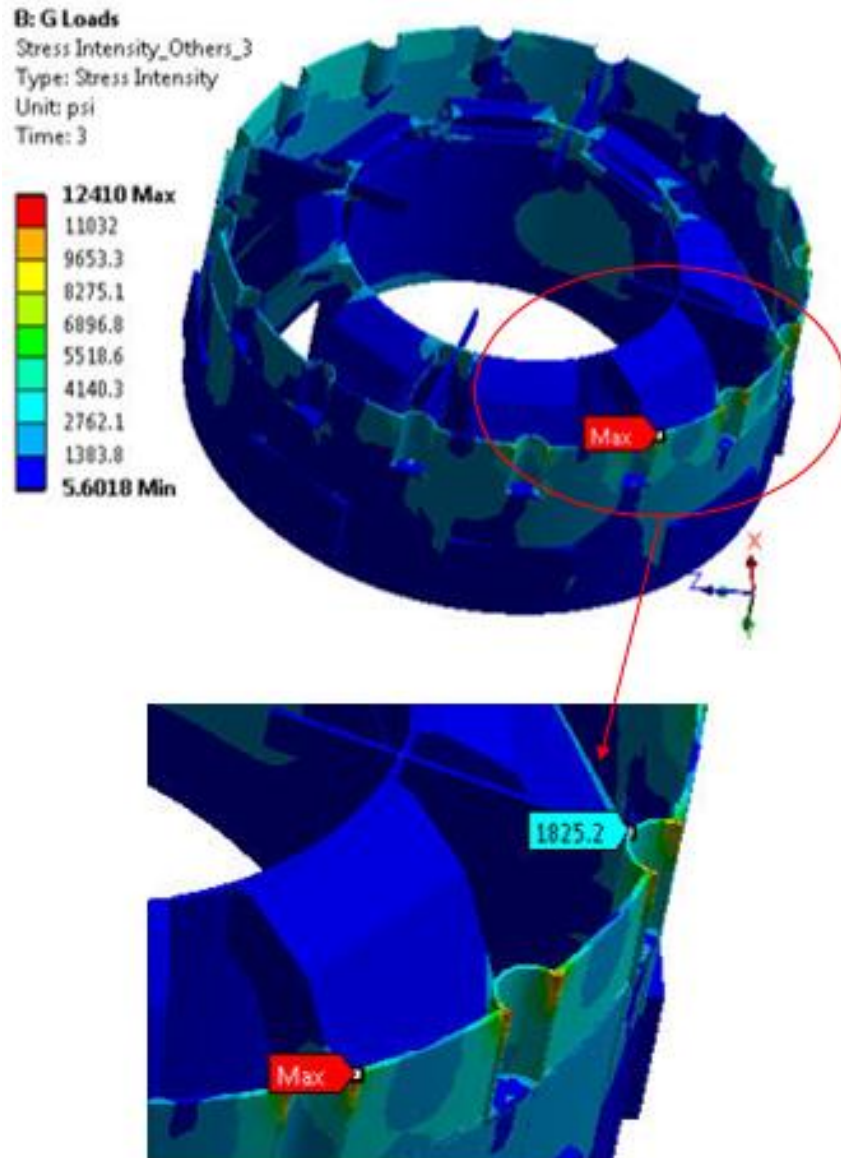 B: G Loads
Stress Intensity_Others_3
Type: Stress Intensity
Unit: psi
Time: 3
12410 Max
11032
9653.3
8275.1
6896.8
5518.6
4140.3
2762.1
1383.8
5.6018 Min
Max
X
Z
1825.2
Max